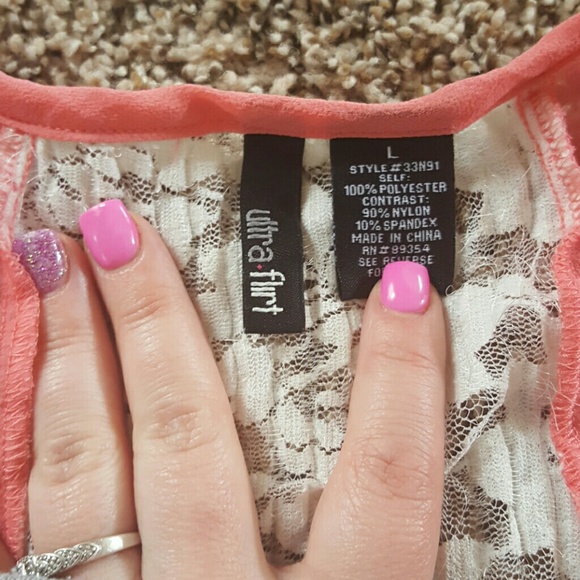 ultra·flirt
L
STYLE#33N91
SELF:
100% POLYESTER
CONTRAST:
90% NYLON
10% SPANDEX
MADE IN CHINA
RN#89354
SEE REVERSE
FO